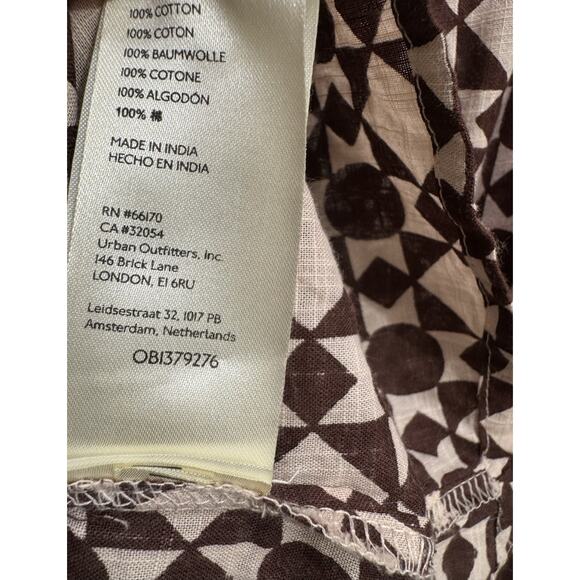 100% COTTON
100% COTON
100% BAUMWOLLE
100% COTONE
100% ALGODÓN
100% 棉
MADE IN INDIA
HECHO EN INDIA
RN #66170
CA #32054
Urban Outfitters, Inc.
146 Brick Lane
LONDON, E1 6RU
Leidsestraat 32, 1017 PB
Amsterdam, Netherlands
OB1379276